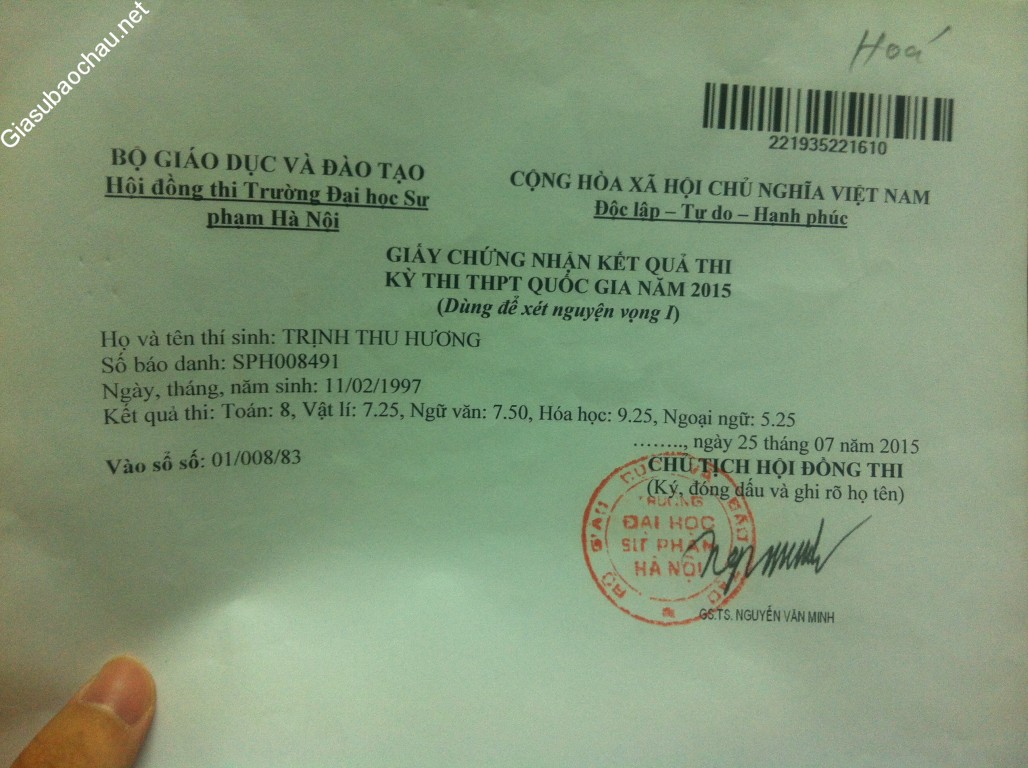 Giasubaochau.net
Hoá
221935221610
BỘ GIÁO DỤC VÀ ĐÀO TẠO
Hội đồng thi Trường Đại học Sư
phạm Hà Nội
CỘNG HÒA XÃ HỘI CHỦ NGHĨA VIỆT NAM
Độc lập – Tự do – Hạnh phúc
GIẤY CHỨNG NHẬN KẾT QUẢ THI
KỲ THI THPT QUỐC GIA NĂM 2015
(Dùng để xét nguyện vọng I)
Họ và tên thí sinh: TRỊNH THU HƯƠNG
Số báo danh: SPH008491
Ngày, tháng, năm sinh: 11/02/1997
Kết quả thi: Toán: 8, Vật lí: 7.25, Ngữ văn: 7.50, Hóa học: 9.25, Ngoại ngữ: 5.25
........, ngày 25 tháng 07 năm 2015
Vào sổ số: 01/008/83
CHỦ TỊCH HỘI ĐỒNG THI
(Ký, đóng dấu và ghi rõ họ tên)
TRƯỜNG
ĐẠI HỌC
SƯ PHẠM
HÀ NỘI
GS.TS. NGUYỄN VĂN MINH